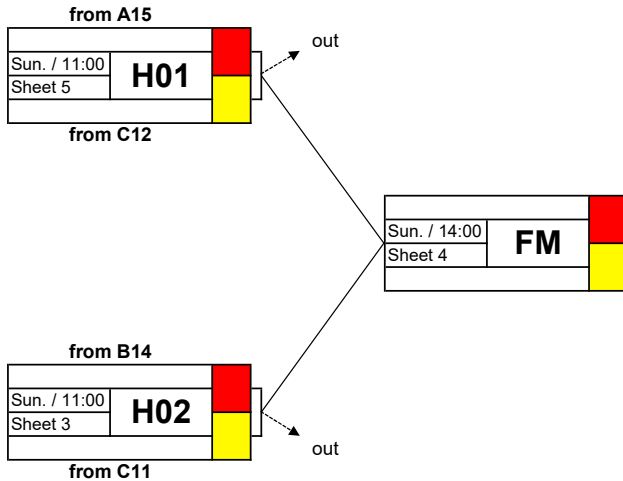 from A15
out
Sun. / 11:00
H01
Sheet 5
from C12
Sun. / 14:00
FM
Sheet 4
from B14
Sun. / 11:00
H02
Sheet 3
out
from C11